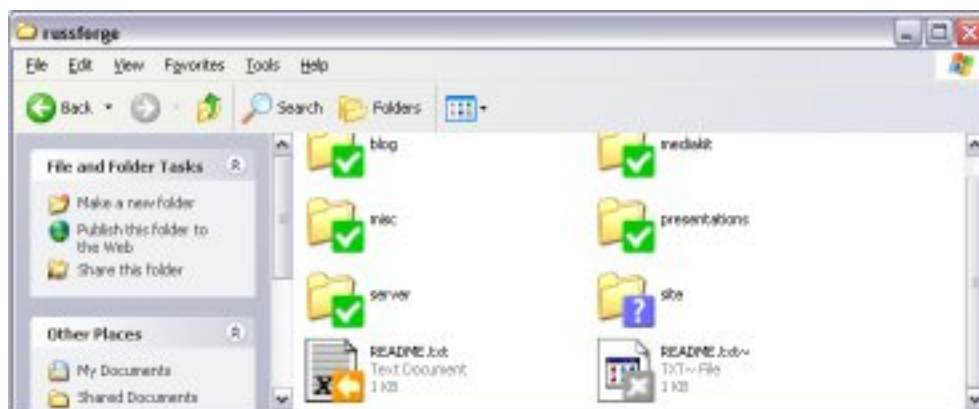 russforge
File Edit View Favorites Tools Help
Back Search Folders
File and Folder Tasks
Make a new folder
Publish this folder to
the Web
Share this folder
Other Places
My Documents
Shared Documents
blog
mediakit
misc
presentations
server
site
README.txt
Text Document
1 KB
README.txt~
TXT~ File
1 KB